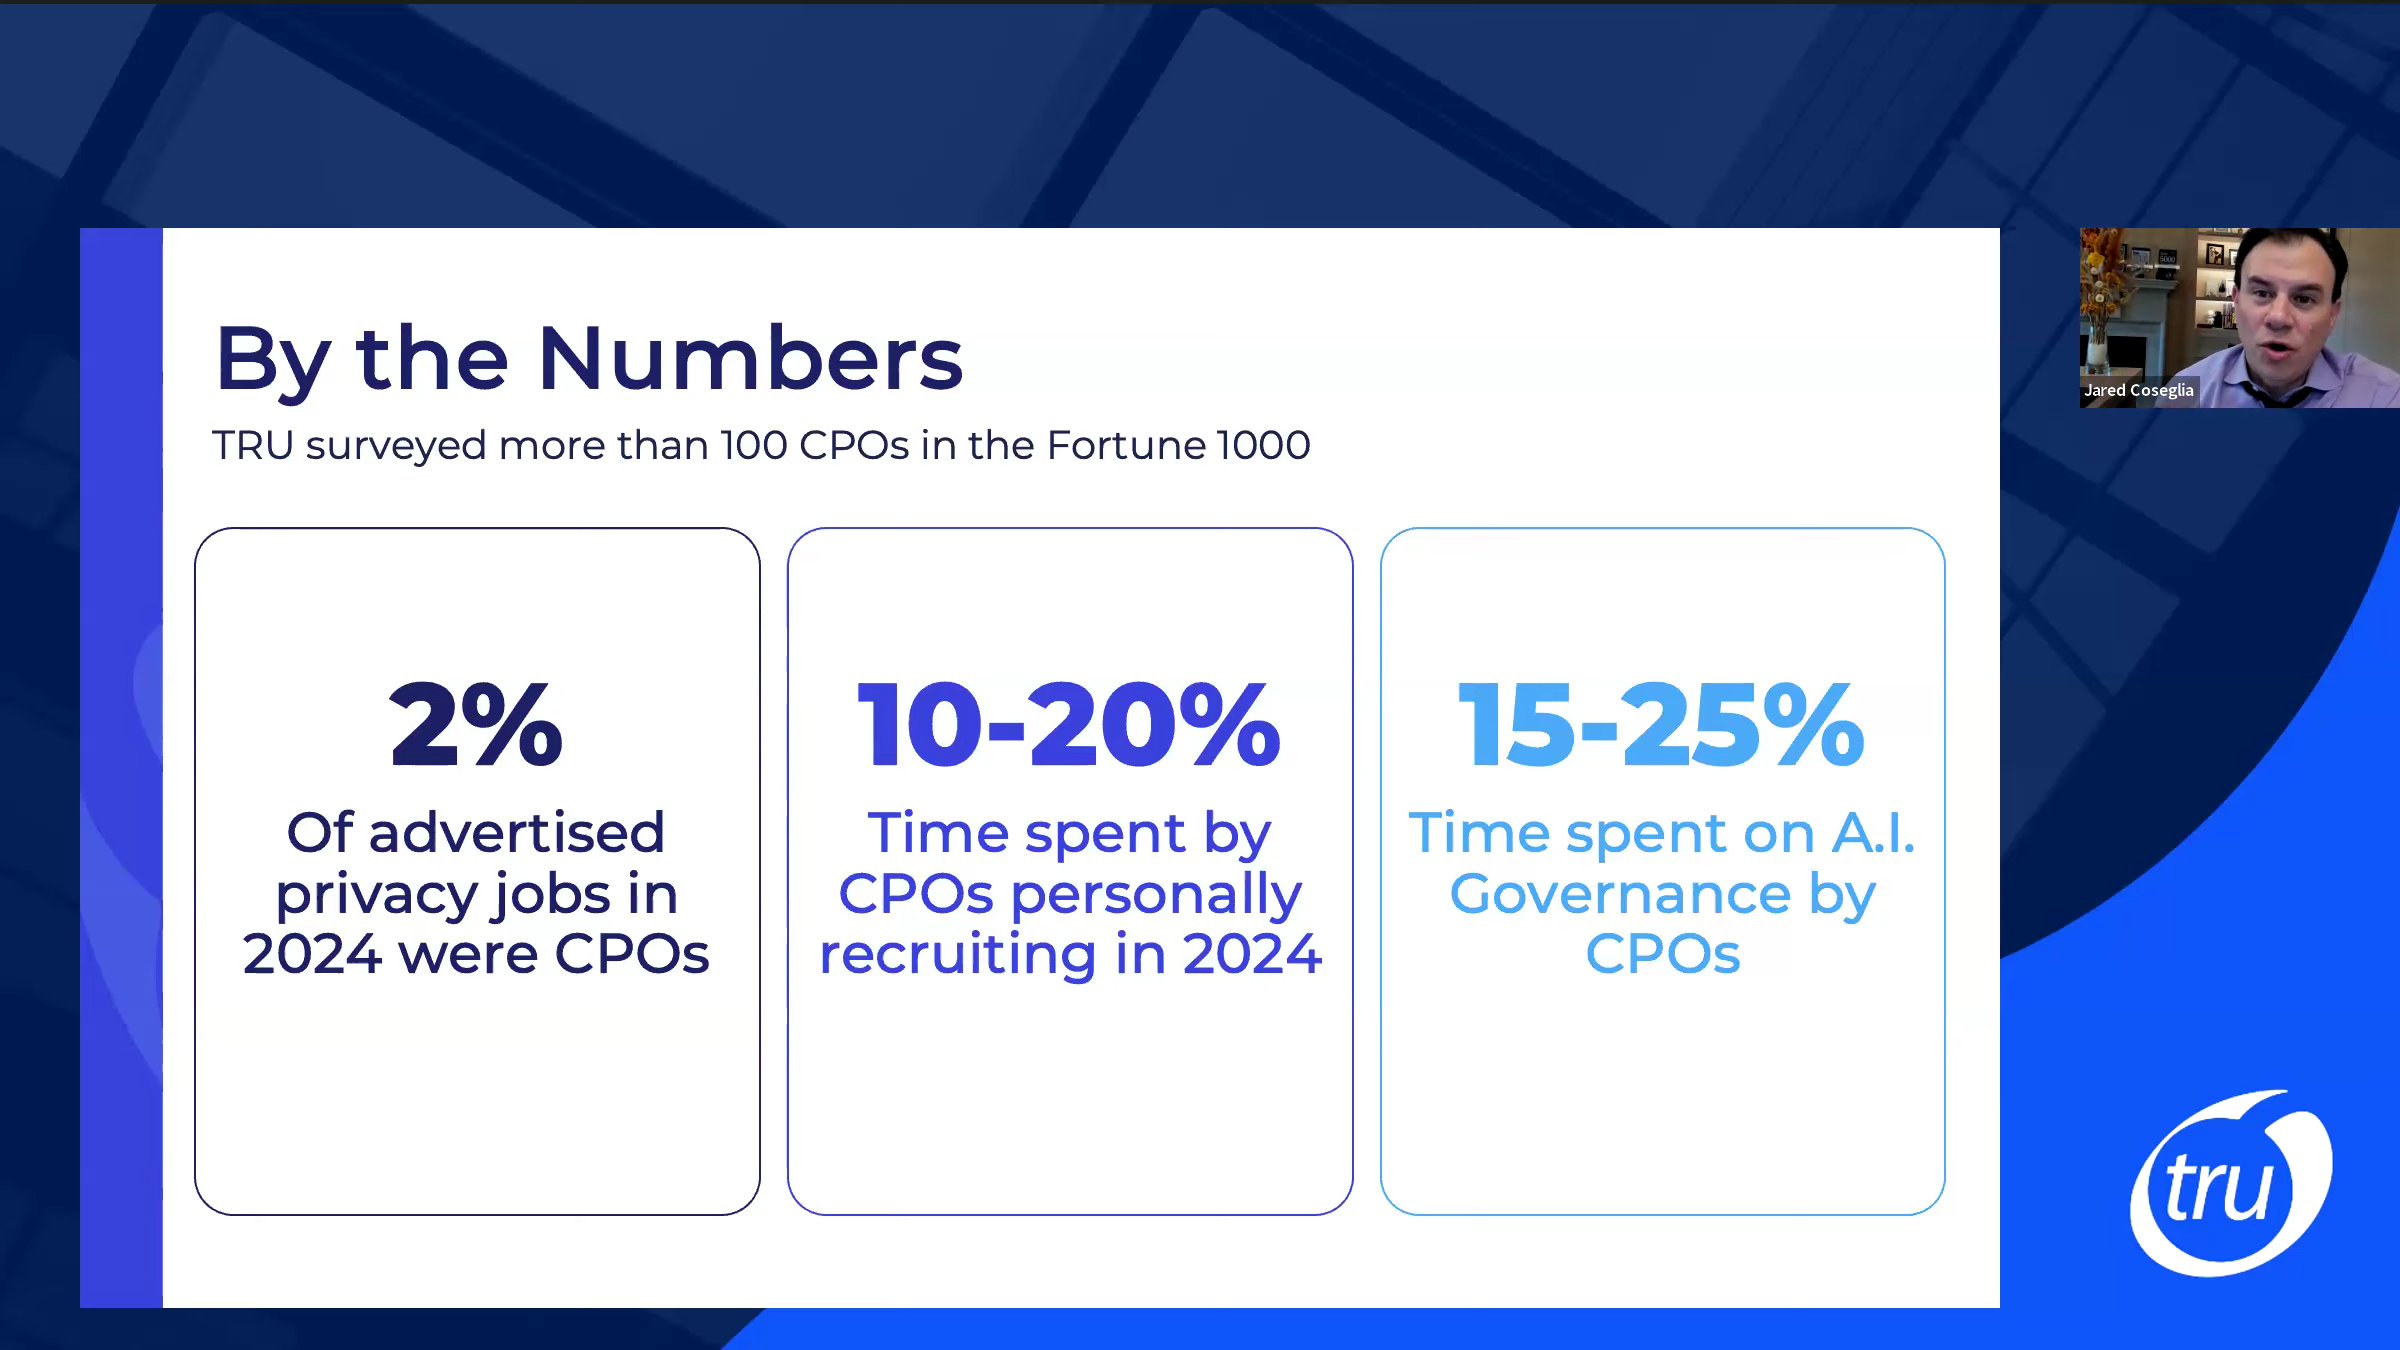 By the Numbers
TRU surveyed more than 100 CPOs in the Fortune 1000
2%
Of advertised
privacy jobs in
2024 were CPOs
10-20%
Time spent by
CPOs personally
recruiting in 2024
15-25%
Time spent on A.I.
Governance by
CPOs
Jared Coseglia
tru